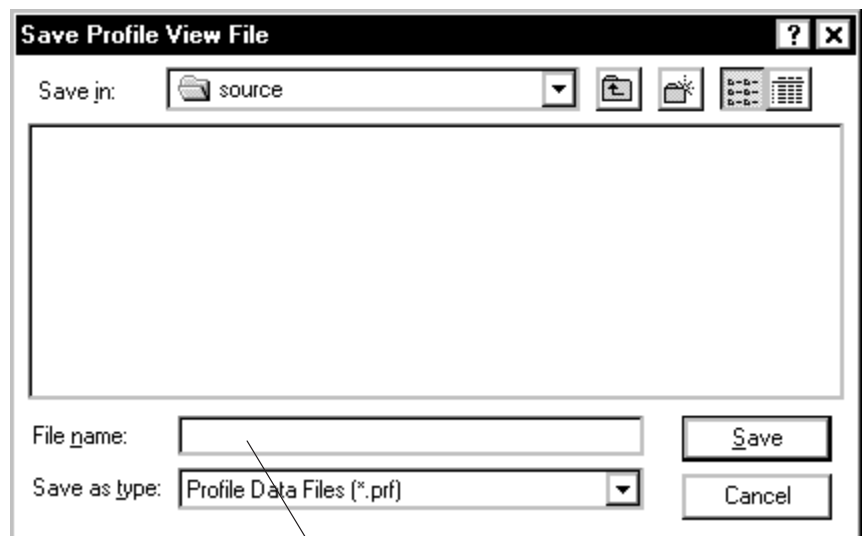 Save Profile View File
Save in: source
File name: Save
Save as type: Profile Data Files (*.prf) Cancel